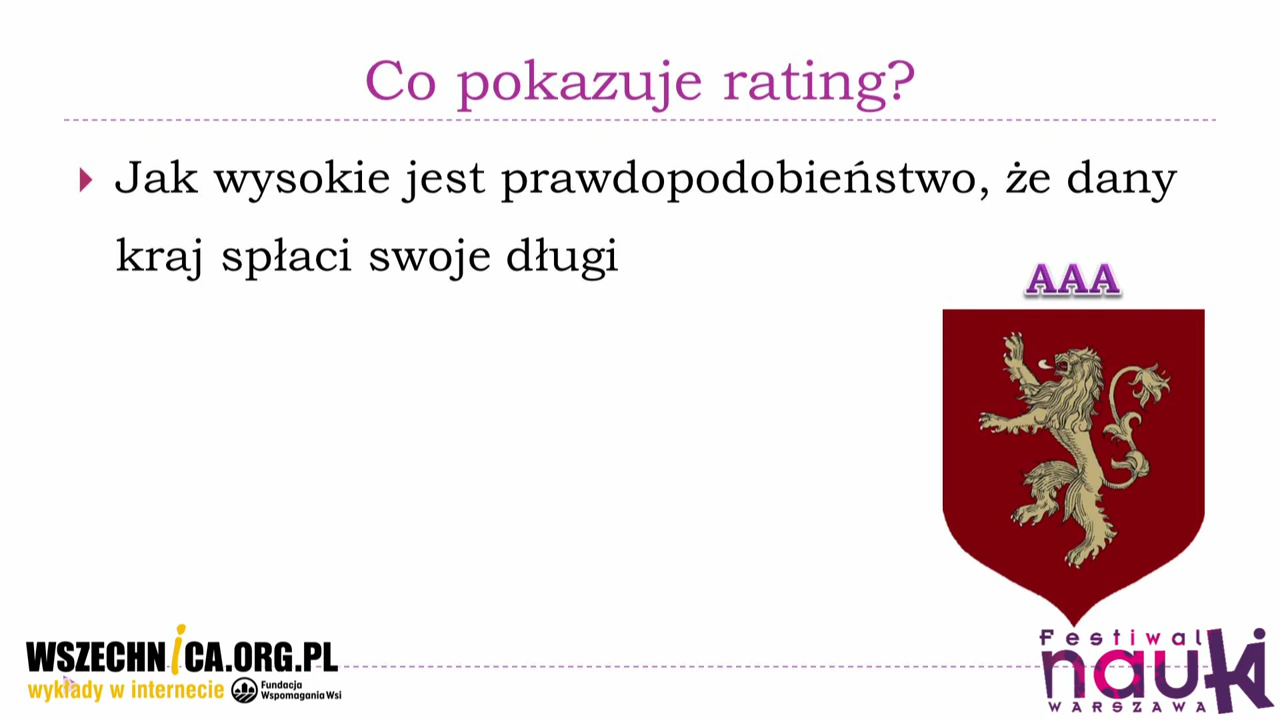 Co pokazuje rating?
Jak wysokie jest prawdopodobieństwo, że dany
kraj spłaci swoje długi
AAA
WSZECHNiCA.ORG.PL
wykłady w internecie
Fundacja
Wspomagania Wsi
Festiwal
nauki
WARSZAWA